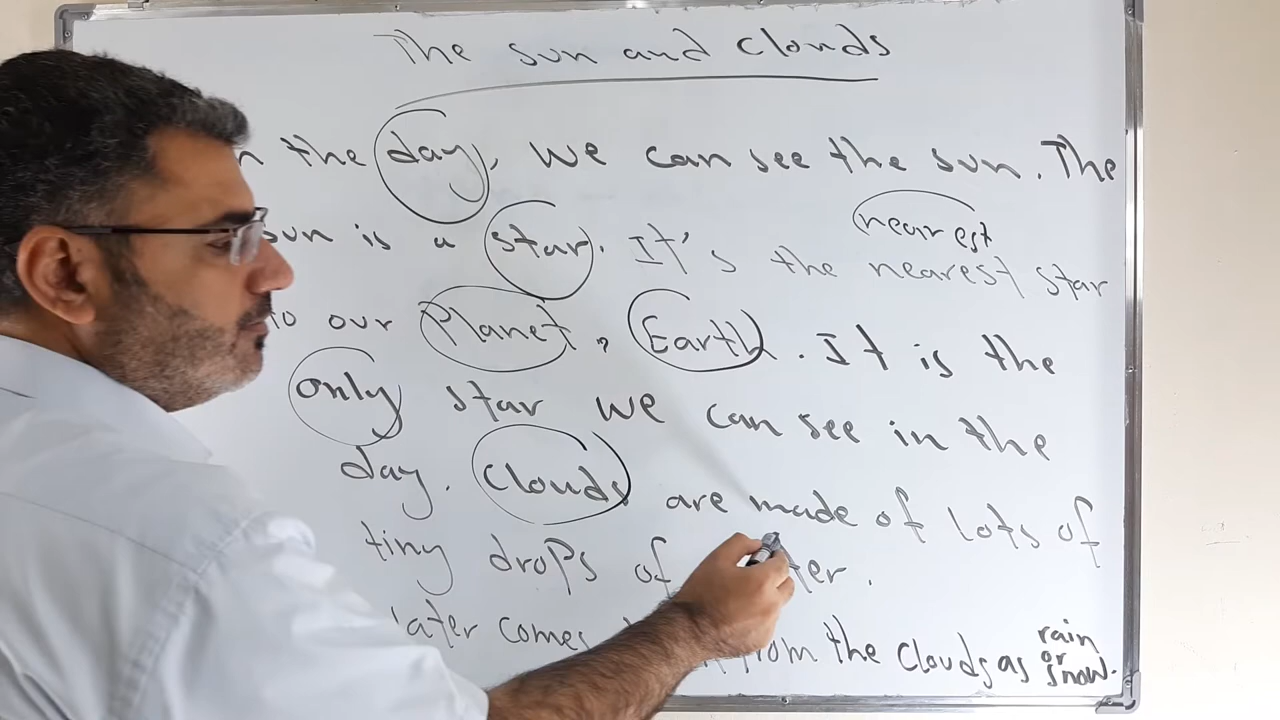 The sun and clouds
the day, we can see the sun. The
sun is a star. It's the nearest star
nearest
to our Planet, Earth. It is the
only star we can see in the
day. Clouds are made of lots of
tiny drops of
comes from the clouds as rain or snow.